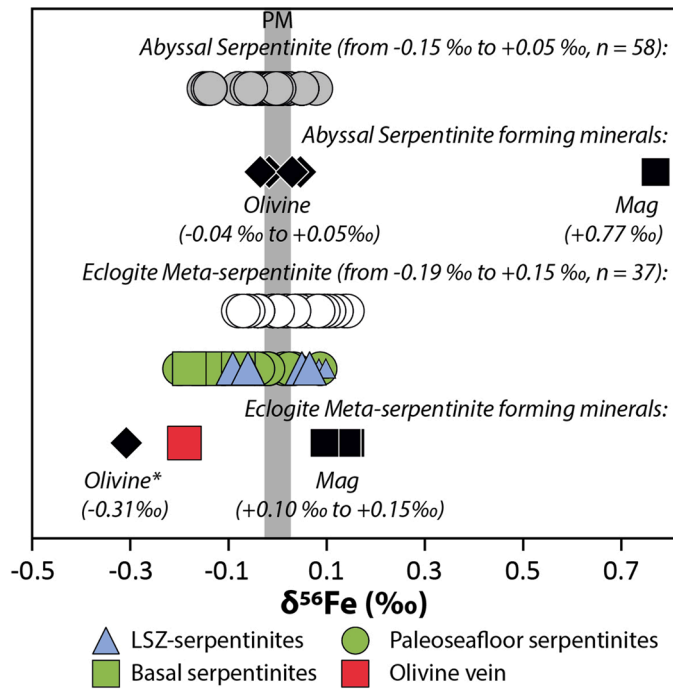 PM
Abyssal Serpentinite (from -0.15 ‰ to +0.05 ‰, n = 58):
Abyssal Serpentinite forming minerals:
Olivine Mag
(-0.04 ‰ to +0.05‰) (+0.77 ‰)
Eclogite Meta-serpentinite (from -0.19 ‰ to +0.15 ‰, n = 37):
Eclogite Meta-serpentinite forming minerals:
Olivine* Mag
(-0.31‰) (+0.10 ‰ to +0.15‰)
-0.5 -0.3 -0.1 0.1 0.3 0.5 0.7
δ⁵⁶Fe (‰)
LSZ-serpentinites Paleoseafloor serpentinites
Basal serpentinites Olivine vein